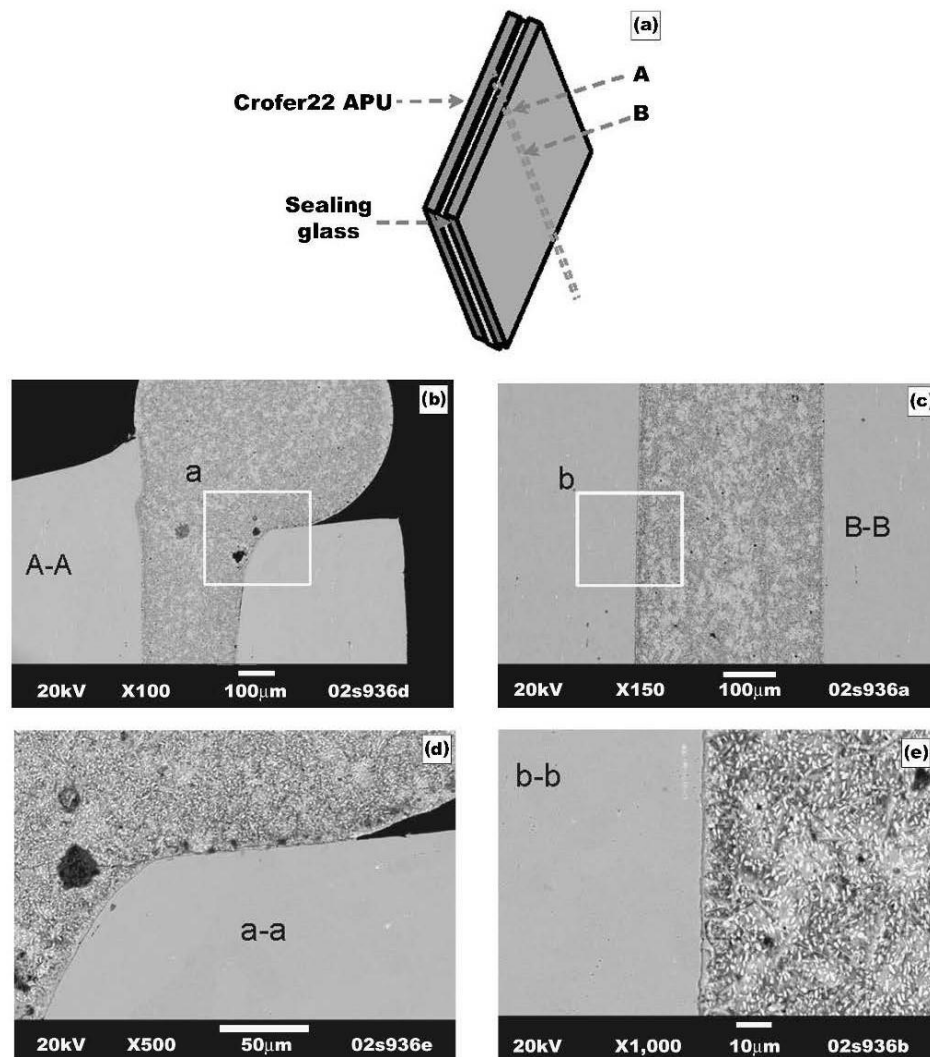 (a)
A
Crofer22 APU
B
Sealing
glass
(b)
a
A-A
20kV X100 100μm 02s936d
(c)
b
B-B
20kV X150 100μm 02s936a
(d)
a-a
20kV X500 50μm 02s936e
(e)
b-b
20kV X1,000 10μm 02s936b